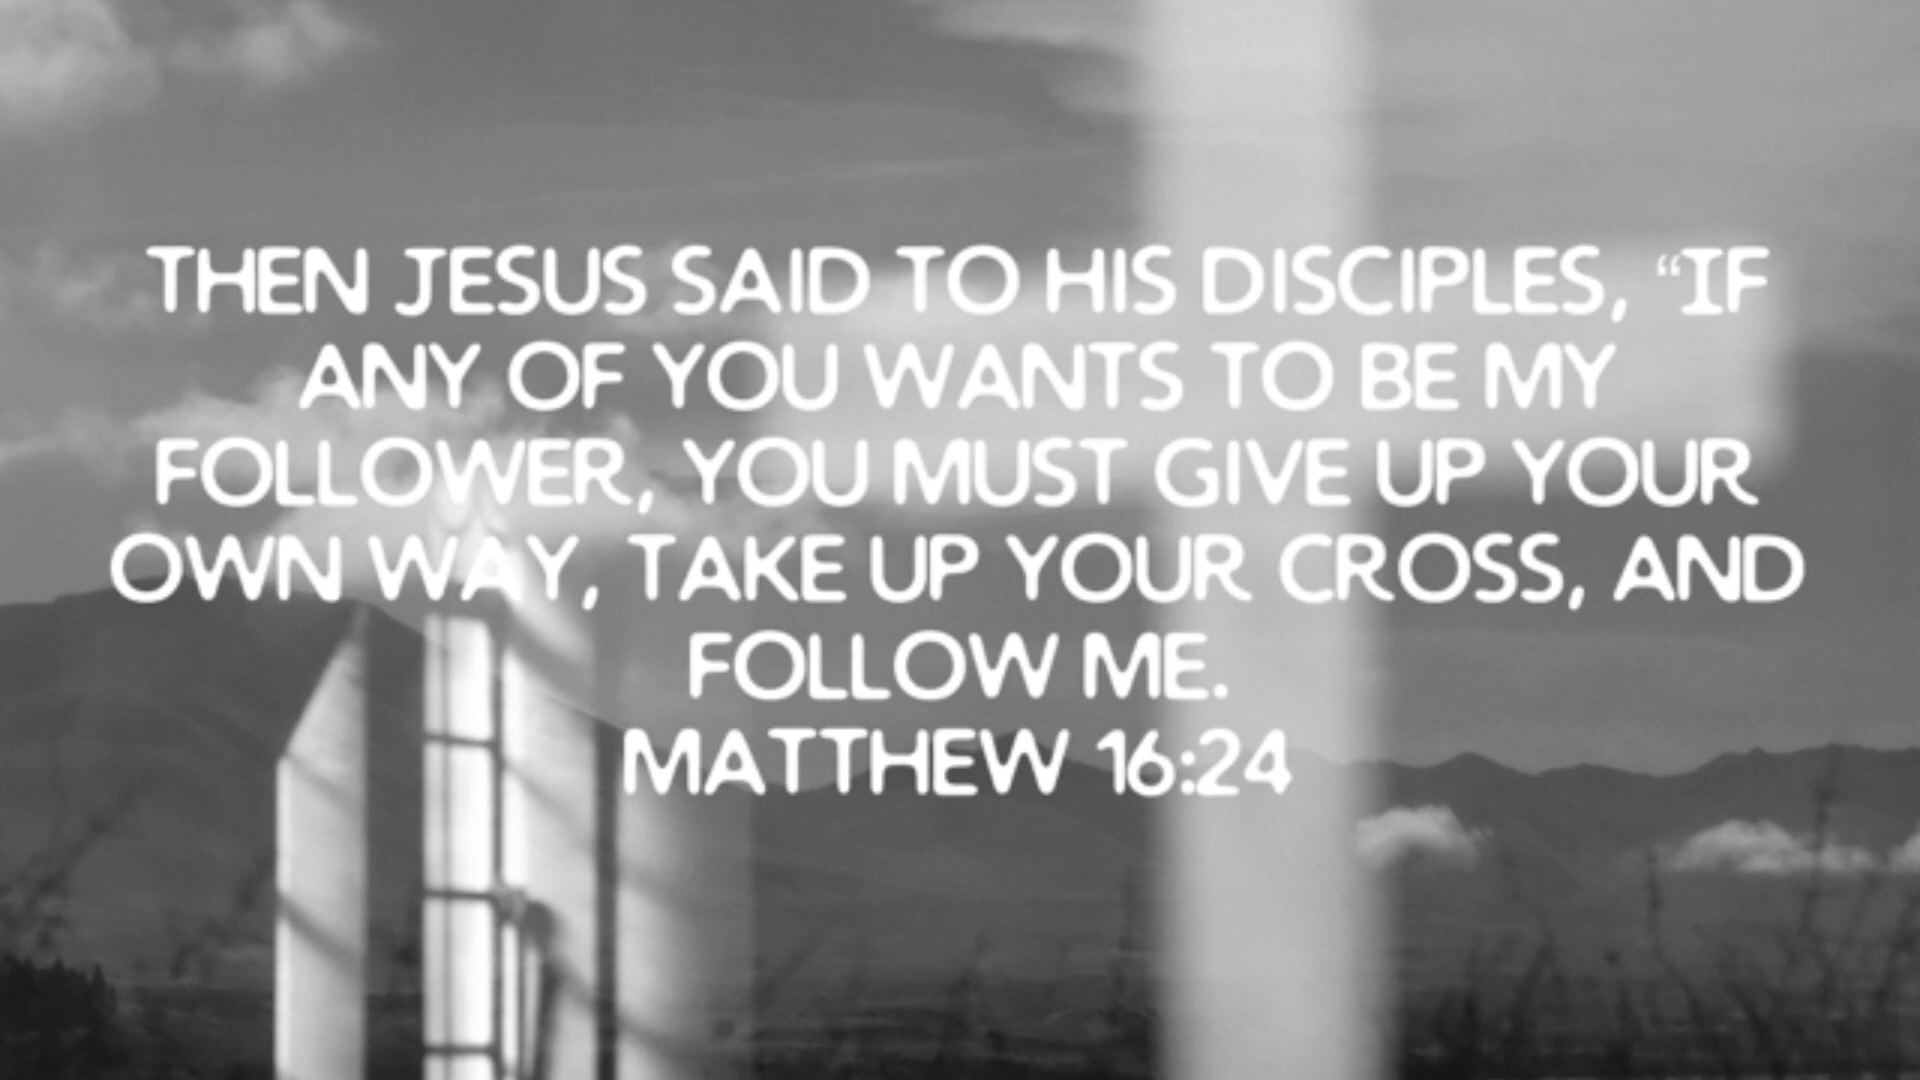 THEN JESUS SAID TO HIS DISCIPLES, “IF
ANY OF YOU WANTS TO BE MY
FOLLOWER, YOU MUST GIVE UP YOUR
OWN WAY, TAKE UP YOUR CROSS, AND
FOLLOW ME.
MATTHEW 16:24